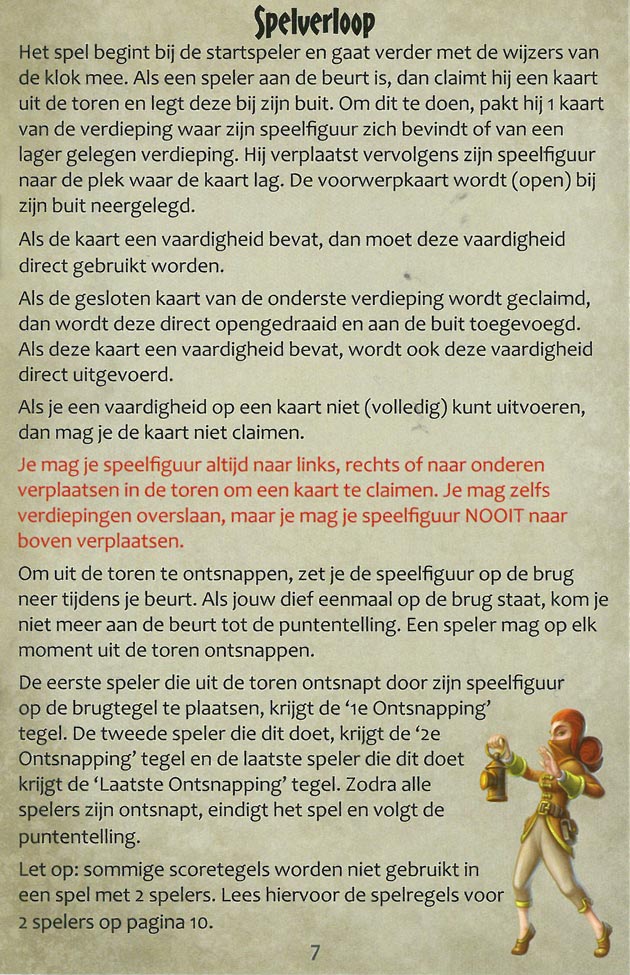 Spelverloop
Het spel begint bij de startspeler en gaat verder met de wijzers van
de klok mee. Als een speler aan de beurt is, dan claimt hij een kaart
uit de toren en legt deze bij zijn buit. Om dit te doen, pakt hij 1 kaart
van de verdieping waar zijn speelfiguur zich bevindt of van een
lager gelegen verdieping. Hij verplaatst vervolgens zijn speelfiguur
naar de plek waar de kaart lag. De voorwerpkaart wordt (open) bij
zijn buit neergelegd.
Als de kaart een vaardigheid bevat, dan moet deze vaardigheid
direct gebruikt worden.
Als de gesloten kaart van de onderste verdieping wordt geclaimd,
dan wordt deze direct opengedraaid en aan de buit toegevoegd.
Als deze kaart een vaardigheid bevat, wordt ook deze vaardigheid
direct uitgevoerd.
Als je een vaardigheid op een kaart niet (volledig) kunt uitvoeren,
dan mag je de kaart niet claimen.
Je mag je speelfiguur altijd naar links, rechts of naar onderen
verplaatsen in de toren om een kaart te claimen. Je mag zelfs
verdiepingen overslaan, maar je mag je speelfiguur NOOIT naar
boven verplaatsen.
Om uit de toren te ontsnappen, zet je de speelfiguur op de brug
neer tijdens je beurt. Als jouw dief eenmaal op de brug staat, kom je
niet meer aan de beurt tot de puntentelling. Een speler mag op elk
moment uit de toren ontsnappen.
De eerste speler die uit de toren ontsnapt door zijn speelfiguur
op de brugtegel te plaatsen, krijgt de ‘1e Ontsnapping’
tegel. De tweede speler die dit doet, krijgt de ‘2e
Ontsnapping’ tegel en de laatste speler die dit doet
krijgt de ‘Laatste Ontsnapping’ tegel. Zodra alle
spelers zijn ontsnapt, eindigt het spel en volgt de
puntentelling.
Let op: sommige scoretegels worden niet gebruikt in
een spel met 2 spelers. Lees hiervoor de spelregels voor
2 spelers op pagina 10.
7